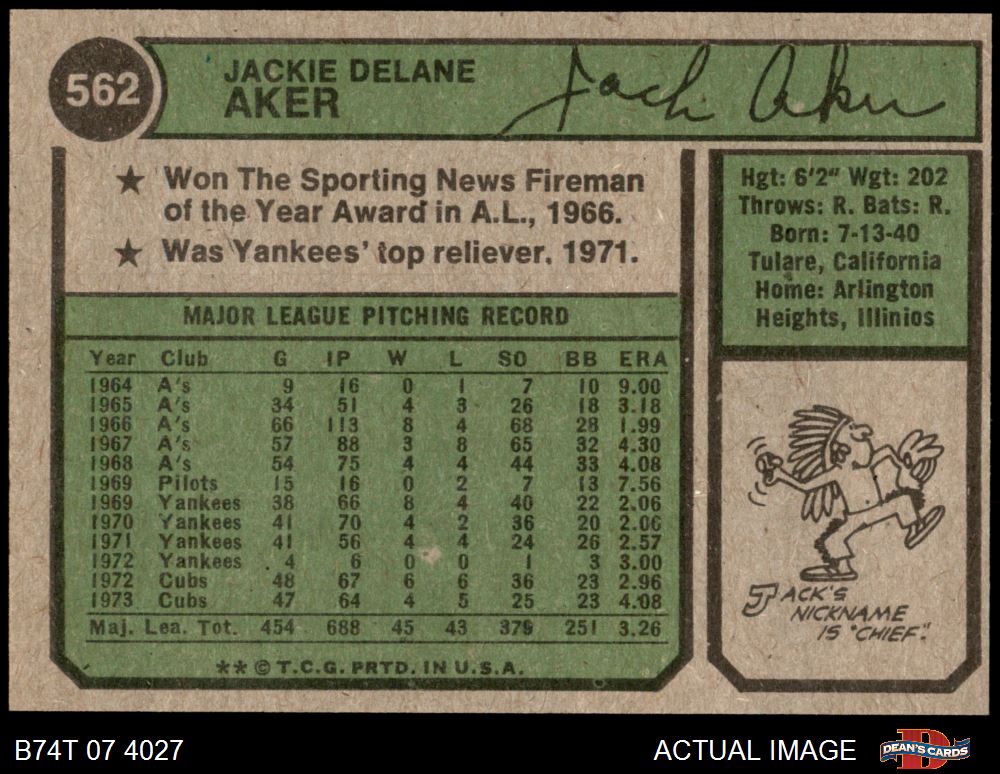 562
JACKIE DELANE
AKER
Jack Aker
★ Won The Sporting News Fireman
of the Year Award in A.L., 1966.
★ Was Yankees' top reliever, 1971.
Hgt: 6'2" Wgt: 202
Throws: R. Bats: R.
Born: 7-13-40
Tulare, California
Home: Arlington
Heights, Illinios
MAJOR LEAGUE PITCHING RECORD
Year Club G IP W L SO BB ERA
1964 A's 9 16 0 1 7 10 9.00
1965 A's 34 51 4 3 26 18 3.18
1966 A's 66 113 8 4 68 28 1.99
1967 A's 57 88 3 8 65 32 4.30
1968 A's 54 75 4 4 44 33 4.08
1969 Pilots 15 16 0 2 7 13 7.56
1969 Yankees 38 66 8 4 40 22 2.06
1970 Yankees 41 70 4 2 36 20 2.06
1971 Yankees 41 56 4 4 24 26 2.57
1972 Yankees 4 6 0 0 1 3 3.00
1972 Cubs 48 67 6 6 36 23 2.96
1973 Cubs 47 64 4 5 25 23 4.08
Maj. Lea. Tot. 454 688 45 43 379 251 3.26
** © T.C.G. PRTD. IN U.S.A.
JACK'S
NICKNAME
IS "CHIEF".
B74T 07 4027
ACTUAL IMAGE
DEAN'S CARDS